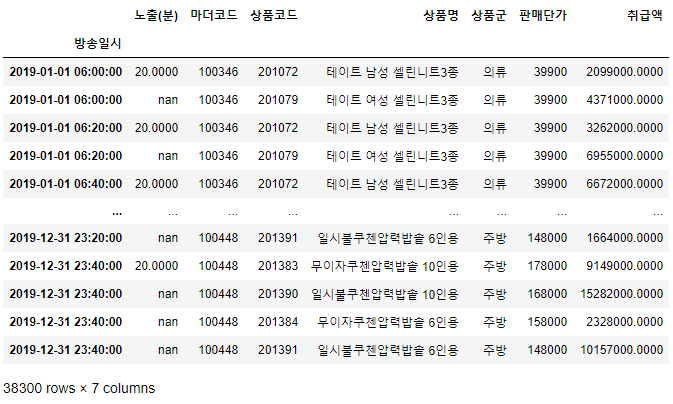 노출(분) 마더코드 상품코드 상품명 상품군 판매단가 취급액
방송일시
2019-01-01 06:00:00 20.0000 100346 201072 테이트 남성 셀린니트3종 의류 39900 2099000.0000
2019-01-01 06:00:00 nan 100346 201079 테이트 여성 셀린니트3종 의류 39900 4371000.0000
2019-01-01 06:20:00 20.0000 100346 201072 테이트 남성 셀린니트3종 의류 39900 3262000.0000
2019-01-01 06:20:00 nan 100346 201079 테이트 여성 셀린니트3종 의류 39900 6955000.0000
2019-01-01 06:40:00 20.0000 100346 201072 테이트 남성 셀린니트3종 의류 39900 6672000.0000
... ... ... ... ... ... ... ...
2019-12-31 23:20:00 nan 100448 201391 일시불쿠첸압력밥솥 6인용 주방 148000 1664000.0000
2019-12-31 23:40:00 20.0000 100448 201383 무이자쿠첸압력밥솥 10인용 주방 178000 9149000.0000
2019-12-31 23:40:00 nan 100448 201390 일시불쿠첸압력밥솥 10인용 주방 168000 15282000.0000
2019-12-31 23:40:00 nan 100448 201384 무이자쿠첸압력밥솥 6인용 주방 158000 2328000.0000
2019-12-31 23:40:00 nan 100448 201391 일시불쿠첸압력밥솥 6인용 주방 148000 10157000.0000
38300 rows × 7 columns